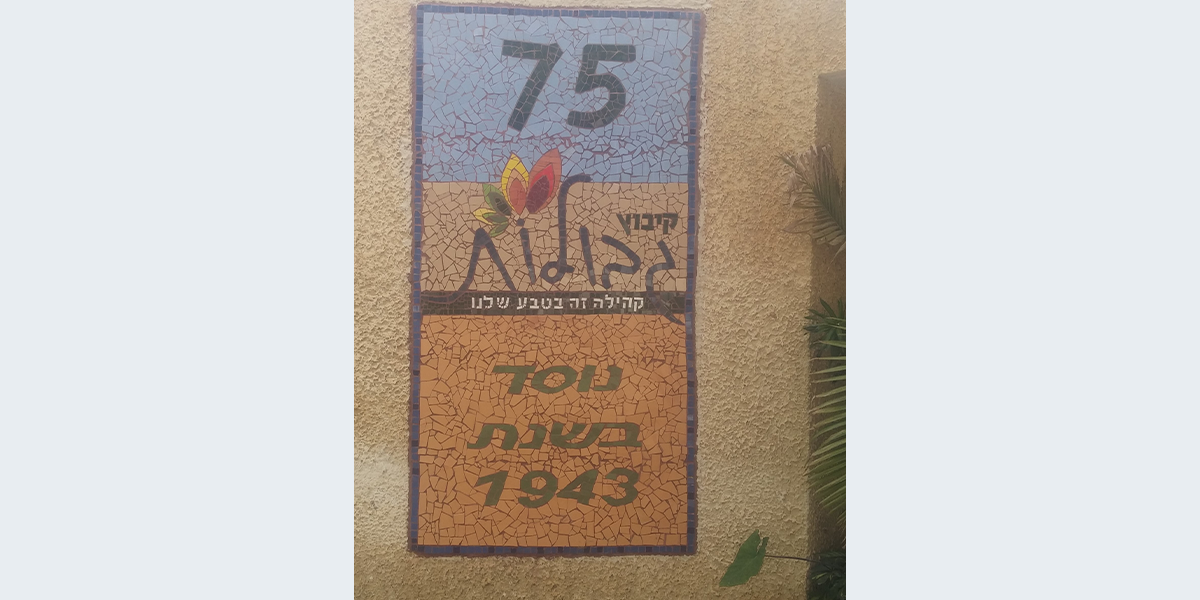 75
קיבוץ
גבולות
קהילה זה בטבע שלנו
נוסד
בשנת
1943